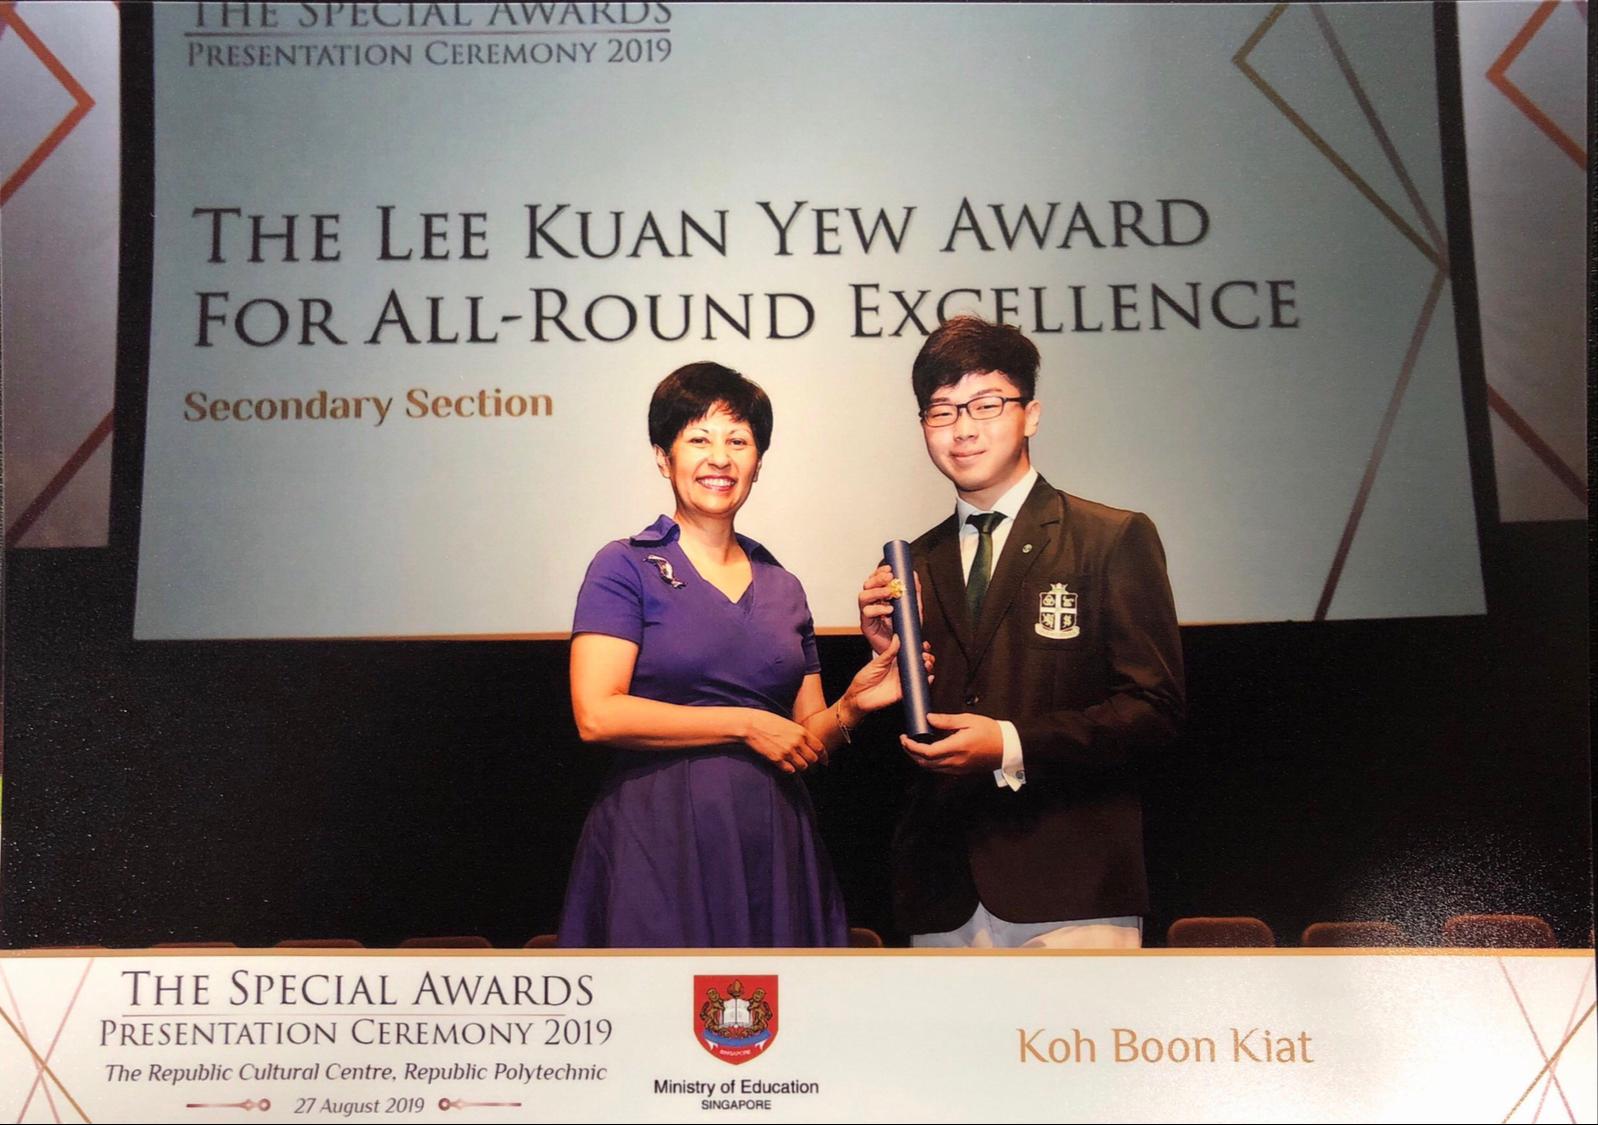 THE SPECIAL AWARDS
PRESENTATION CEREMONY 2019
THE LEE KUAN YEW AWARD
FOR ALL-ROUND EXCELLENCE
Secondary Section
THE SPECIAL AWARDS
PRESENTATION CEREMONY 2019
The Republic Cultural Centre, Republic Polytechnic
27 August 2019
SINGAPORE
Ministry of Education
SINGAPORE
Koh Boon Kiat